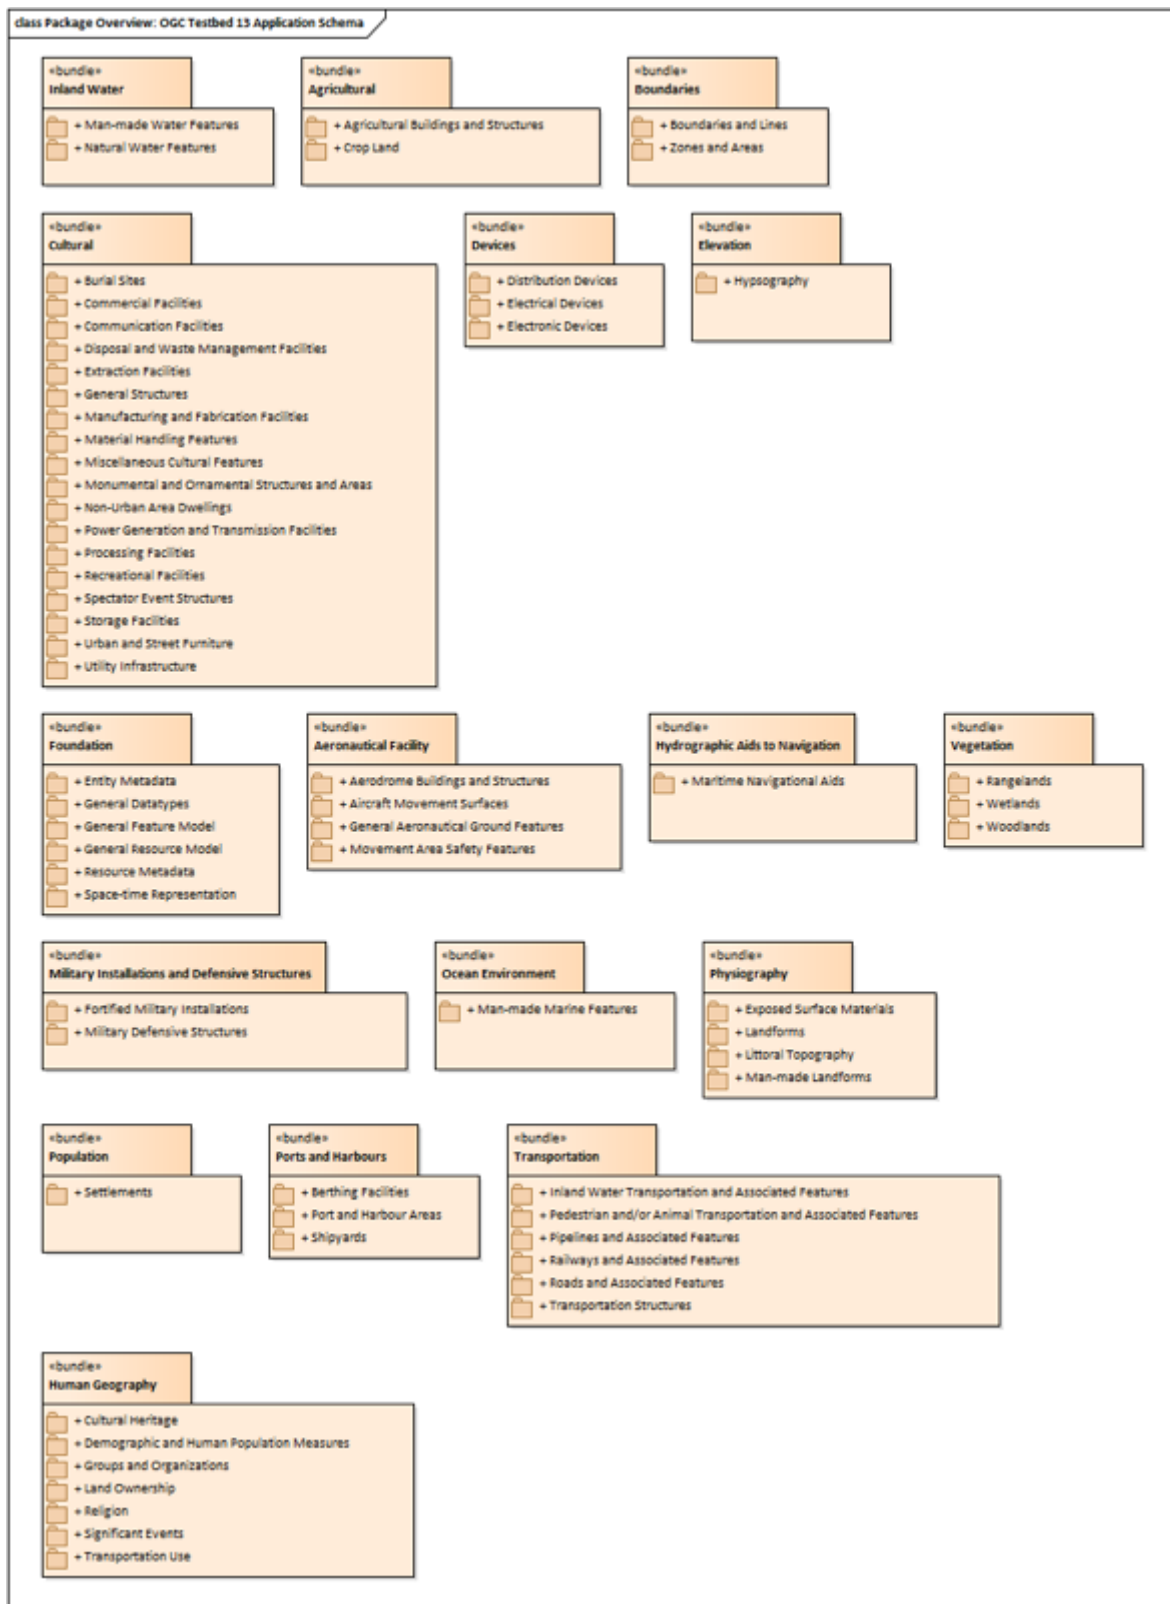 class Package Overview: OGC Testbed 13 Application Schema
«bundle»
Inland Water
+ Man-made Water Features
+ Natural Water Features
«bundle»
Agricultural
+ Agricultural Buildings and Structures
+ Crop Land
«bundle»
Boundaries
+ Boundaries and Lines
+ Zones and Areas
«bundle»
Cultural
+ Burial Sites
+ Commercial Facilities
+ Communication Facilities
+ Disposal and Waste Management Facilities
+ Extraction Facilities
+ General Structures
+ Manufacturing and Fabrication Facilities
+ Material Handling Features
+ Miscellaneous Cultural Features
+ Monumental and Ornamental Structures and Areas
+ Non-Urban Area Dwellings
+ Power Generation and Transmission Facilities
+ Processing Facilities
+ Recreational Facilities
+ Spectator Event Structures
+ Storage Facilities
+ Urban and Street Furniture
+ Utility Infrastructure
«bundle»
Devices
+ Distribution Devices
+ Electrical Devices
+ Electronic Devices
«bundle»
Elevation
+ Hypsography
«bundle»
Foundation
+ Entity Metadata
+ General Datatypes
+ General Feature Model
+ General Resource Model
+ Resource Metadata
+ Space-time Representation
«bundle»
Aeronautical Facility
+ Aerodrome Buildings and Structures
+ Aircraft Movement Surfaces
+ General Aeronautical Ground Features
+ Movement Area Safety Features
«bundle»
Hydrographic Aids to Navigation
+ Maritime Navigational Aids
«bundle»
Vegetation
+ Rangelands
+ Wetlands
+ Woodlands
«bundle»
Military Installations and Defensive Structures
+ Fortified Military Installations
+ Military Defensive Structures
«bundle»
Ocean Environment
+ Man-made Marine Features
«bundle»
Physiography
+ Exposed Surface Materials
+ Landforms
+ Littoral Topography
+ Man-made Landforms
«bundle»
Population
+ Settlements
«bundle»
Ports and Harbours
+ Berthing Facilities
+ Port and Harbour Areas
+ Shipyards
«bundle»
Transportation
+ Inland Water Transportation and Associated Features
+ Pedestrian and/or Animal Transportation and Associated Features
+ Pipelines and Associated Features
+ Railways and Associated Features
+ Roads and Associated Features
+ Transportation Structures
«bundle»
Human Geography
+ Cultural Heritage
+ Demographic and Human Population Measures
+ Groups and Organizations
+ Land Ownership
+ Religion
+ Significant Events
+ Transportation Use